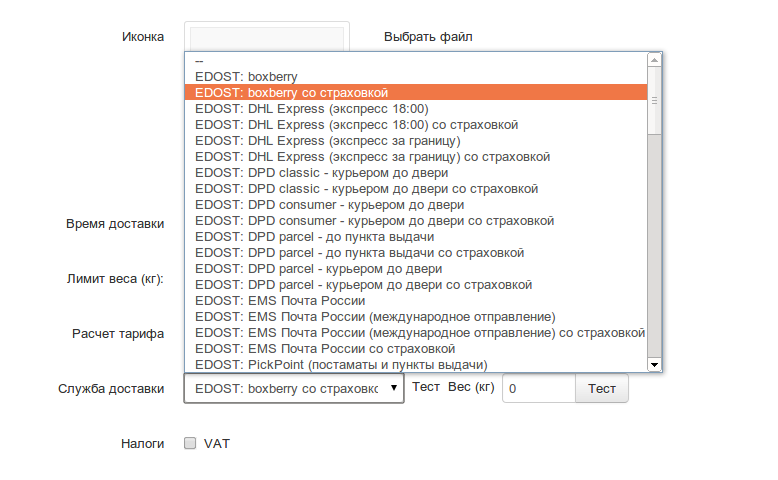 Иконка
Выбрать файл
--
EDOST: boxberry
EDOST: boxberry со страховкой
EDOST: DHL Express (экспресс 18:00)
EDOST: DHL Express (экспресс 18:00) со страховкой
EDOST: DHL Express (экспресс за границу)
EDOST: DHL Express (экспресс за границу) со страховкой
EDOST: DPD classic - курьером до двери
EDOST: DPD classic - курьером до двери со страховкой
EDOST: DPD consumer - курьером до двери
EDOST: DPD consumer - курьером до двери со страховкой
EDOST: DPD parcel - до пункта выдачи
EDOST: DPD parcel - до пункта выдачи со страховкой
EDOST: DPD parcel - курьером до двери
EDOST: DPD parcel - курьером до двери со страховкой
EDOST: EMS Почта России
EDOST: EMS Почта России (международное отправление)
EDOST: EMS Почта России (международное отправление) со страховкой
EDOST: EMS Почта России со страховкой
EDOST: PickPoint (постаматы и пункты выдачи)
Время доставки
Лимит веса (кг):
Расчет тарифа
Служба доставки EDOST: boxberry со страховко Тест Вес (кг) 0 Тест
Налоги VAT